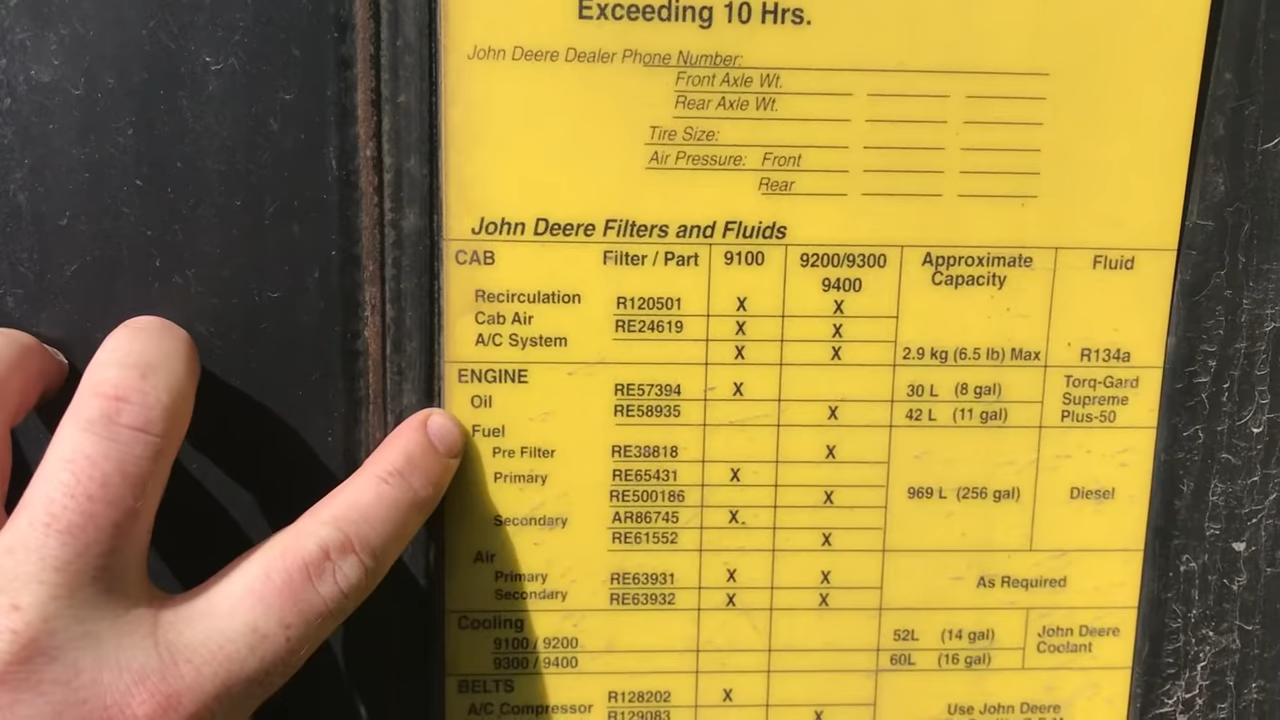 Exceeding 10 Hrs.
John Deere Dealer Phone Number:
Front Axle Wt.
Rear Axle Wt.
Tire Size:
Air Pressure: Front
Rear
John Deere Filters and Fluids
CAB Filter / Part 9100 9200/9300 9400 Approximate Capacity Fluid
Recirculation R120501 X X
Cab Air RE24619 X X
A/C System X X 2.9 kg (6.5 lb) Max R134a
ENGINE
Oil RE57394 X 30 L (8 gal) Torq-Gard Supreme Plus-50
RE58935 X 42 L (11 gal)
Fuel
Pre Filter RE38818 X
Primary RE65431 X
RE500186 X 969 L (256 gal) Diesel
Secondary AR86745 X
RE61552 X
Air
Primary RE63931 X X As Required
Secondary RE63932 X X
Cooling
9100 / 9200 52L (14 gal) John Deere Coolant
9300 / 9400 60L (16 gal)
BELTS
A/C Compressor R128202 X
R129083 X Use John Deere